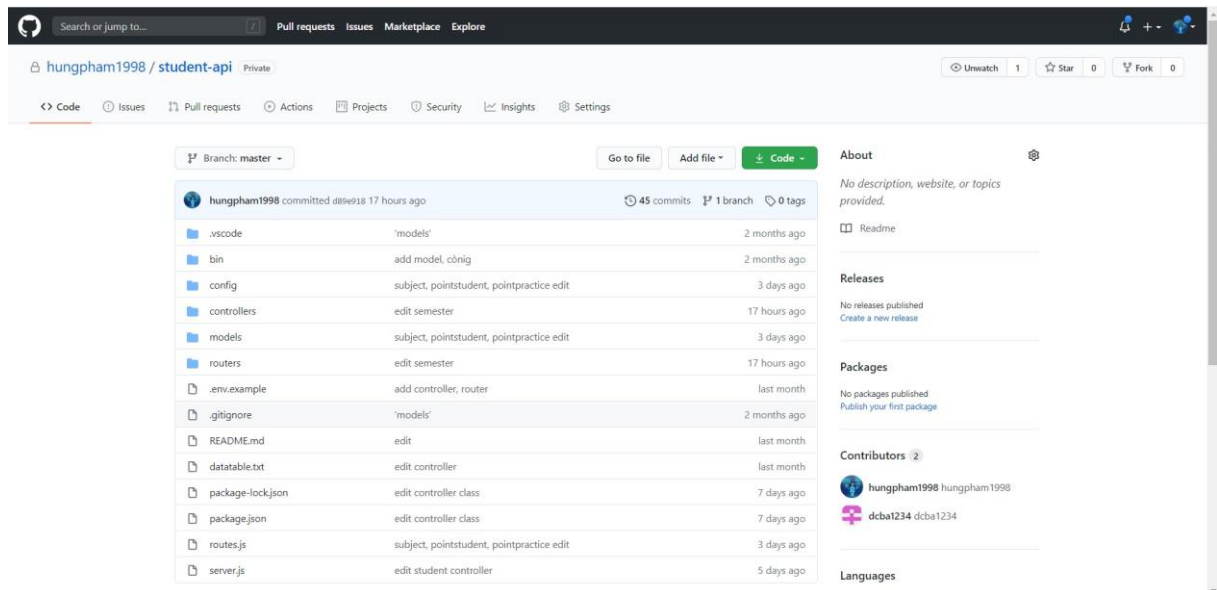 Search or jump to... / Pull requests Issues Marketplace Explore
hungpham1998 / student-api Private Unwatch 1 Star 0 Fork 0
<> Code Issues Pull requests Actions Projects Security Insights Settings
Branch: master Go to file Add file Code
hungpham1998 committed d89e918 17 hours ago 45 commits 1 branch 0 tags
.vscode 'models' 2 months ago
bin add model, cònig 2 months ago
config subject, pointstudent, pointpractice edit 3 days ago
controllers edit semester 17 hours ago
models subject, pointstudent, pointpractice edit 3 days ago
routers edit semester 17 hours ago
.env.example add controller, router last month
.gitignore 'models' 2 months ago
README.md edit last month
datatable.txt edit controller last month
package-lock.json edit controller class 7 days ago
package.json edit controller class 7 days ago
routes.js subject, pointstudent, pointpractice edit 3 days ago
server.js edit student controller 5 days ago
About
No description, website, or topics
provided.
Readme
Releases
No releases published
Create a new release
Packages
No packages published
Publish your first package
Contributors 2
hungpham1998 hungpham1998
dcba1234 dcba1234
Languages